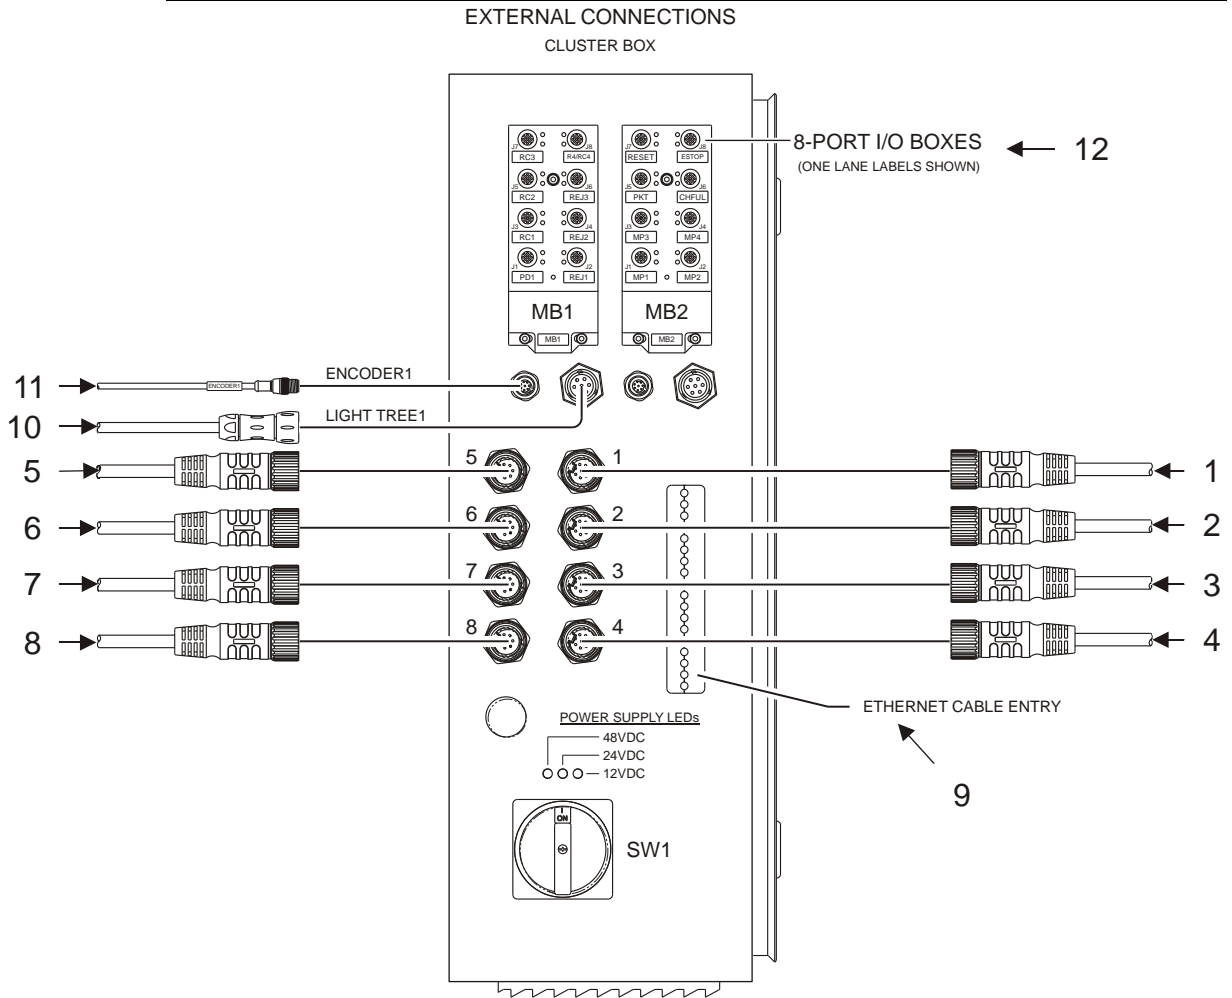 EXTERNAL CONNECTIONS
CLUSTER BOX
J7 J8 J7 J8
RC3 R4/RC4 RESET ESTOP
8-PORT I/O BOXES
(ONE LANE LABELS SHOWN)
12
J5 J6 J5 J6
RC2 REJ3 PKT CHFUL
J3 J4 J3 J4
RC1 REJ2 MP3 MP4
J1 J2 J1 J2
PD1 REJ1 MP1 MP2
MB1 MB2
MB1 MB2
11 ENCODER1 ENCODER1
10 LIGHT TREE1
5 5 1 1
6 6 2 2
7 7 3 3
8 8 4 4
ETHERNET CABLE ENTRY
9
POWER SUPPLY LEDs
48VDC
24VDC
12VDC
I
ON
SW1